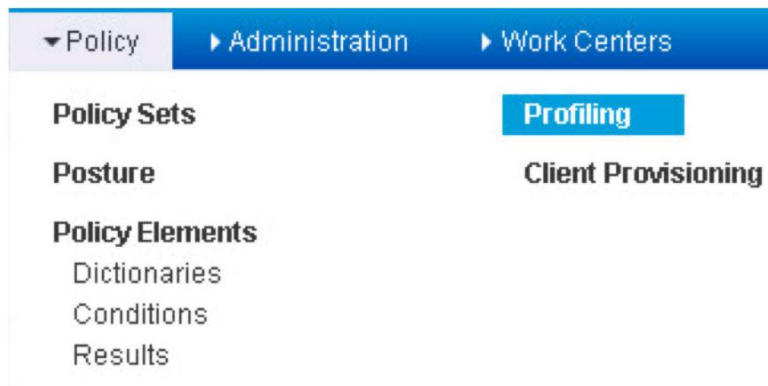 Policy Administration Work Centers
Policy Sets Profiling
Posture Client Provisioning
Policy Elements
Dictionaries
Conditions
Results